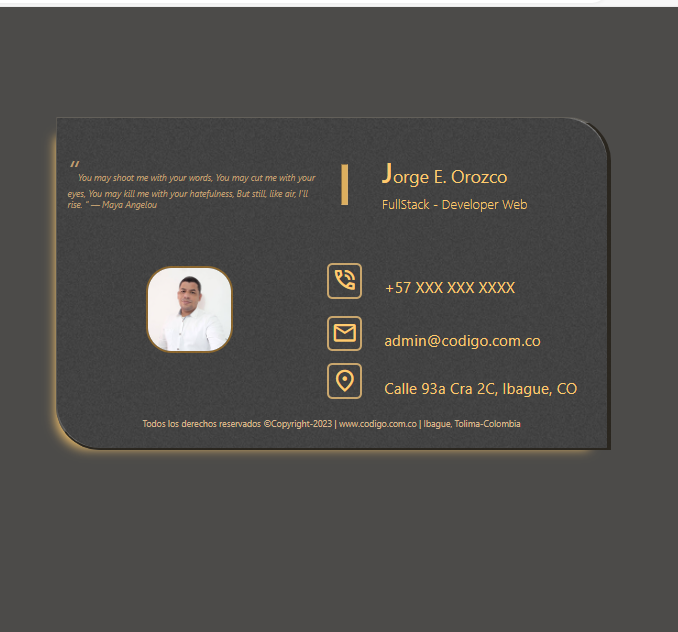 “
You may shoot me with your words, You may cut me with your
eyes, You may kill me with your hatefulness, But still, like air, I'll
rise. ” — Maya Angelou
Jorge E. Orozco
FullStack - Developer Web
+57 XXX XXX XXXX
admin@codigo.com.co
Calle 93a Cra 2C, Ibague, CO
Todos los derechos reservados ©Copyright-2023 | www.codigo.com.co | Ibague, Tolima-Colombia